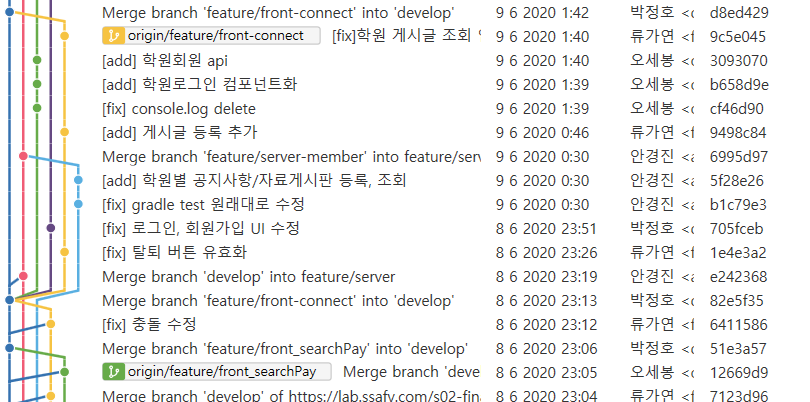 Merge branch 'feature/front-connect' into 'develop' 9 6 2020 1:42 박정호 <c d8ed429
origin/feature/front-connect [fix]학원 게시글 조회 9 6 2020 1:40 류가연 <f 9c5e045
[add] 학원회원 api 9 6 2020 1:40 오세봉 <c 3093070
[add] 학원로그인 컴포넌트화 9 6 2020 1:39 오세봉 <c b658d9e
[fix] console.log delete 9 6 2020 1:39 오세봉 <c cf46d90
[add] 게시글 등록 추가 9 6 2020 0:46 류가연 <f 9498c84
Merge branch 'feature/server-member' into feature/serv 9 6 2020 0:30 안경진 <a 6995d97
[add] 학원별 공지사항/자료게시판 등록, 조회 9 6 2020 0:30 안경진 <a 5f28e26
[fix] gradle test 원래대로 수정 9 6 2020 0:30 안경진 <a b1c79e3
[fix] 로그인, 회원가입 UI 수정 8 6 2020 23:51 박정호 <c 705fceb
[fix] 탈퇴 버튼 유효화 8 6 2020 23:26 류가연 <f 1e4e3a2
Merge branch 'develop' into feature/server 8 6 2020 23:19 안경진 <a e242368
Merge branch 'feature/front-connect' into 'develop' 8 6 2020 23:13 박정호 <c 82e5f35
[fix] 충돌 수정 8 6 2020 23:12 류가연 <f 6411586
Merge branch 'feature/front_searchPay' into 'develop' 8 6 2020 23:06 박정호 <c 51e3a57
origin/feature/front_searchPay Merge branch 'deve 8 6 2020 23:05 오세봉 <c 12669d9
Merge branch 'develop' of https://lab.ssafy.com/s02-fina 8 6 2020 23:04 류가연 <f 7123d96